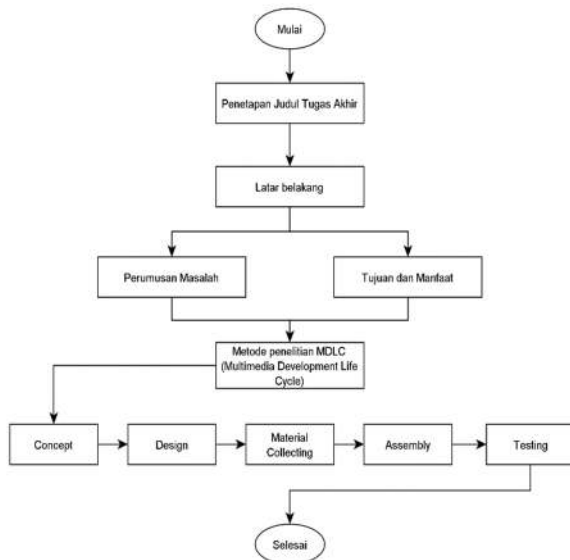 Mulai
Penetapan Judul Tugas Akhir
Latar belakang
Perumusan Masalah
Tujuan dan Manfaat
Metode penelitian MDLC
(Multimedia Development Life
Cycle)
Concept
Design
Material
Collecting
Assembly
Testing
Selesai